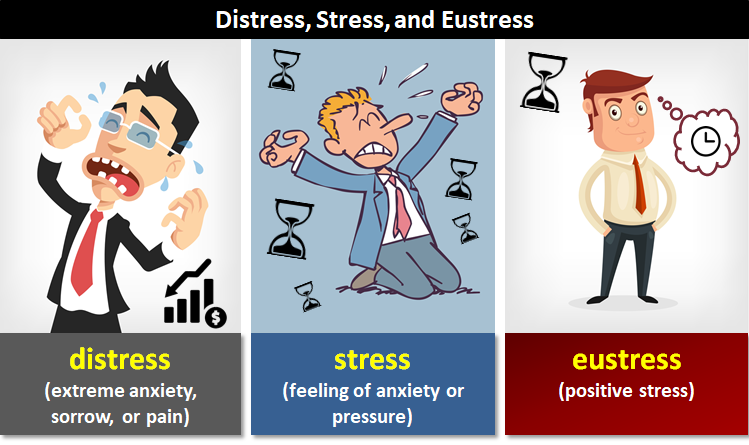 Distress, Stress, and Eustress
$
distress
(extreme anxiety,
sorrow, or pain)
stress
(feeling of anxiety or
pressure)
eustress
(positive stress)